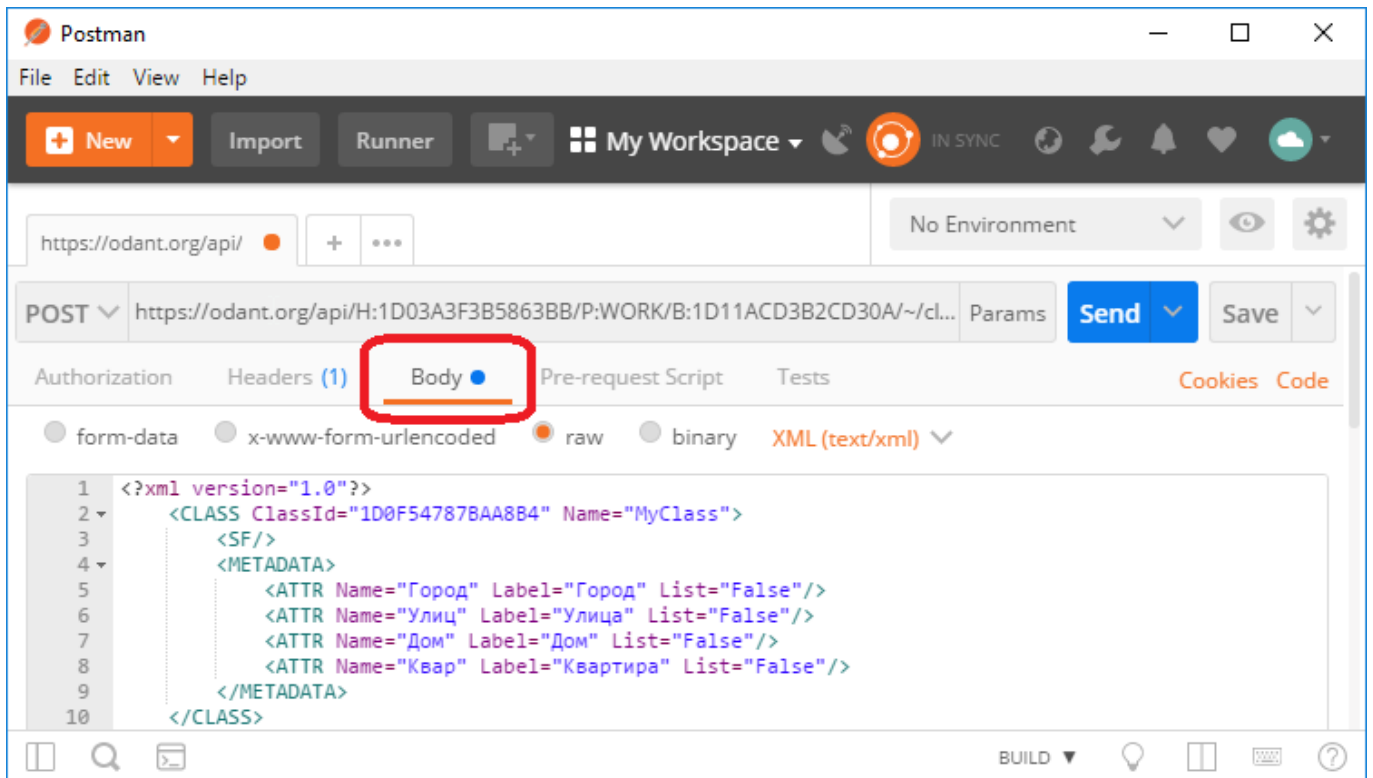 Postman
File Edit View Help
New Import Runner My Workspace IN SYNC
https://odant.org/api/ + ••• No Environment
POST https://odant.org/api/H:1D03A3F3B5863BB/P:WORK/B:1D11ACD3B2CD30A/~/cl... Params Send Save
Authorization Headers (1) Body Pre-request Script Tests Cookies Code
form-data x-www-form-urlencoded raw binary XML (text/xml)
1 <?xml version="1.0"?>
2 <CLASS ClassId="1D0F54787BAA8B4" Name="MyClass">
3 <SF/>
4 <METADATA>
5 <ATTR Name="Город" Label="Город" List="False"/>
6 <ATTR Name="Улиц" Label="Улица" List="False"/>
7 <ATTR Name="Дом" Label="Дом" List="False"/>
8 <ATTR Name="Квар" Label="Квартира" List="False"/>
9 </METADATA>
10 </CLASS>
BUILD